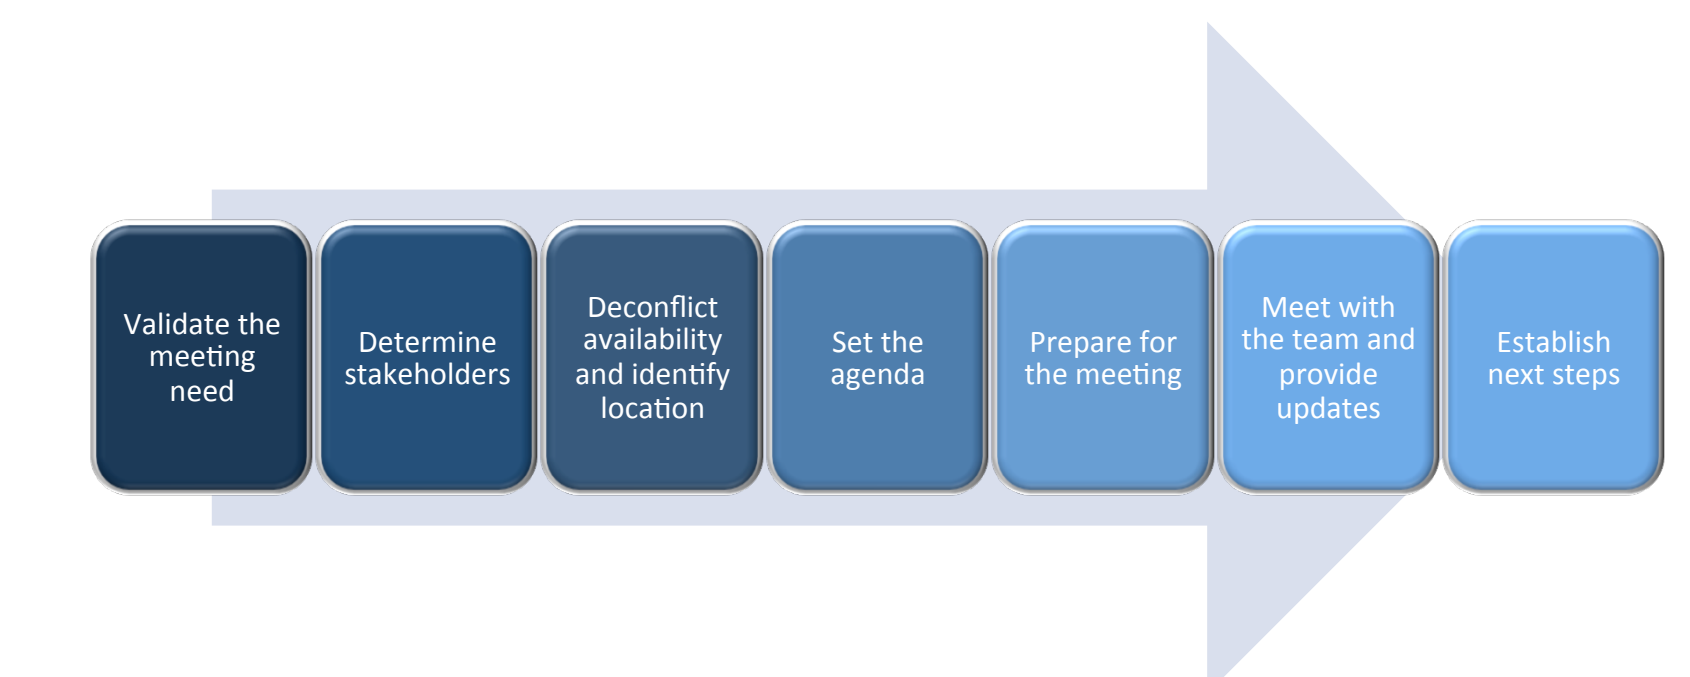 Validate the
meeting
need
Determine
stakeholders
Deconflict
availability
and identify
location
Set the
agenda
Prepare for
the meeting
Meet with
the team and
provide
updates
Establish
next steps